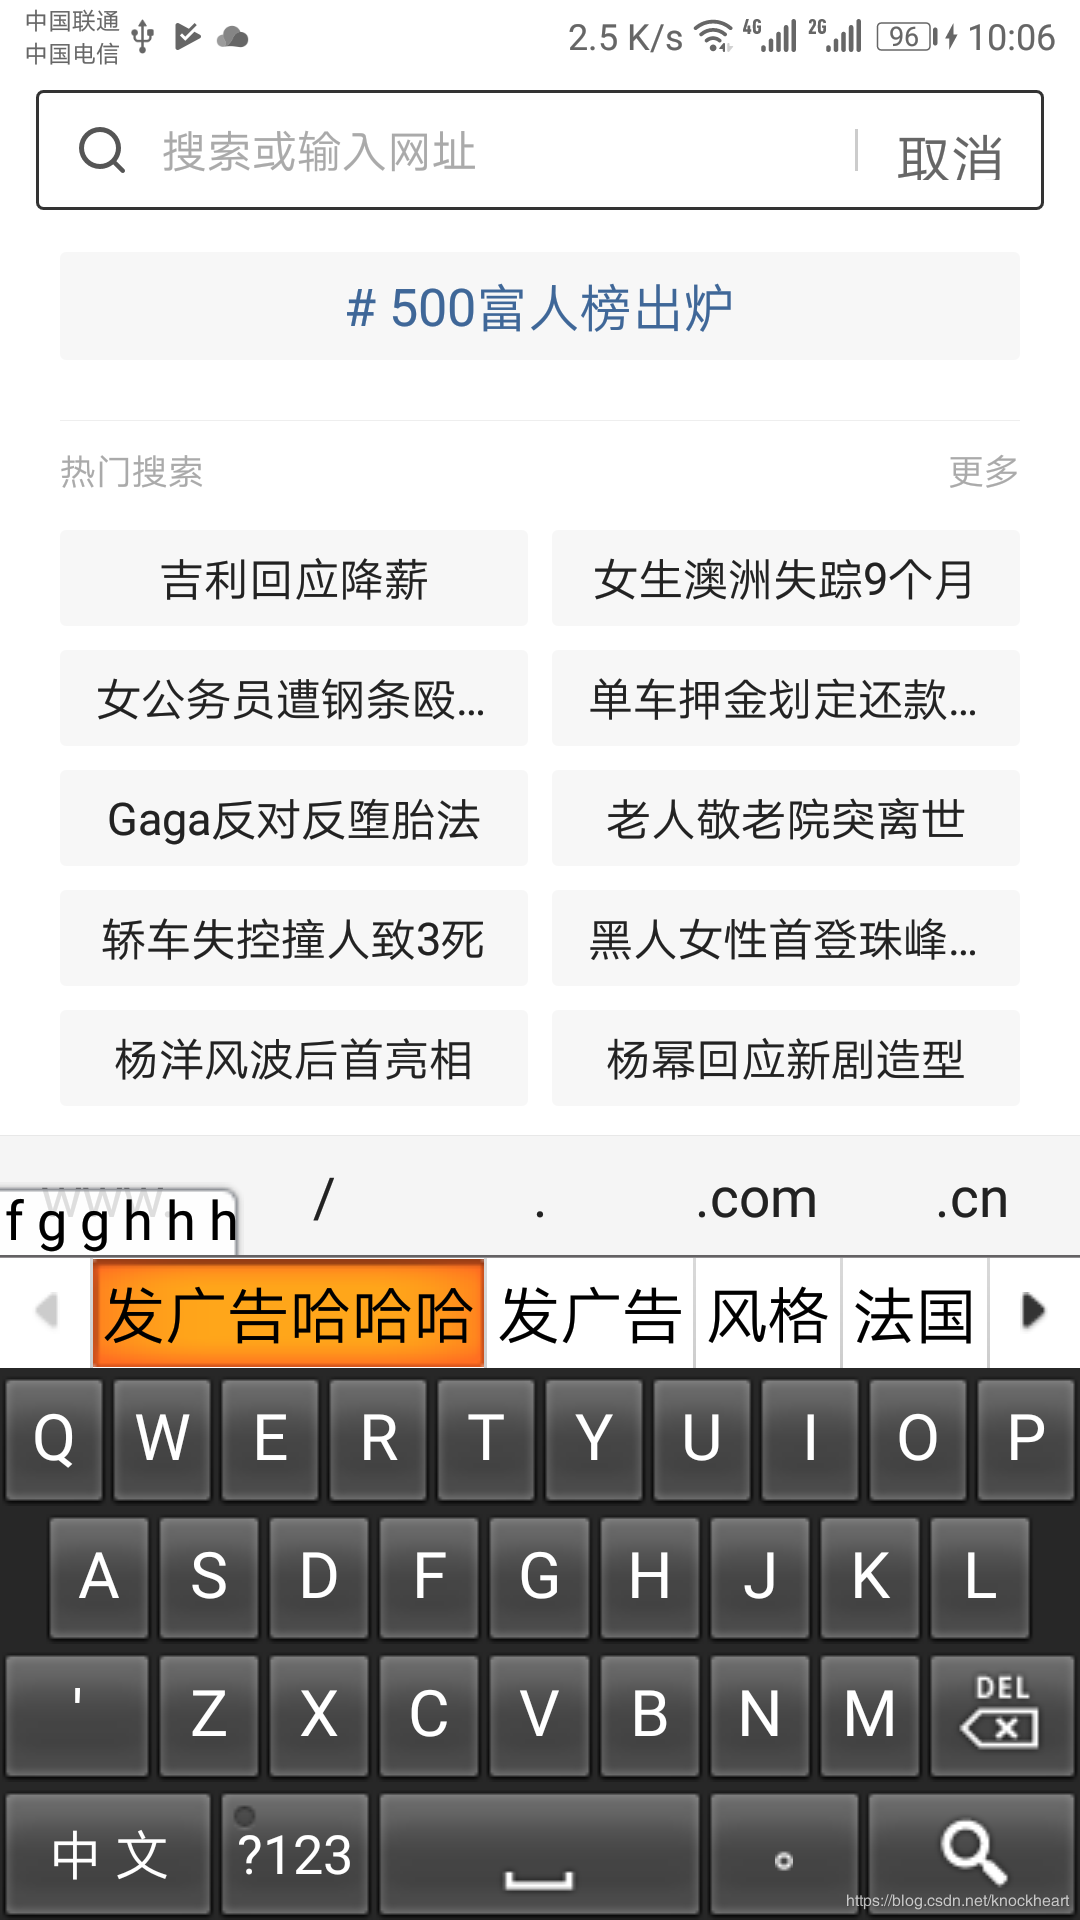 中国联通
中国电信
2.5 K/s 4G 2G 96 10:06
搜索或输入网址 取消
# 500富人榜出炉
热门搜索 更多
吉利回应降薪 女生澳洲失踪9个月
女公务员遭钢条殴... 单车押金划定还款...
Gaga反对反堕胎法 老人敬老院突离世
轿车失控撞人致3死 黑人女性首登珠峰...
杨洋风波后首亮相 杨幂回应新剧造型
www. / . .com .cn
f g g h h h
发广告哈哈哈 发广告 风格 法国
Q W E R T Y U I O P
A S D F G H J K L
' Z X C V B N M DEL
中文 ?123 。
https://blog.csdn.net/knockheart